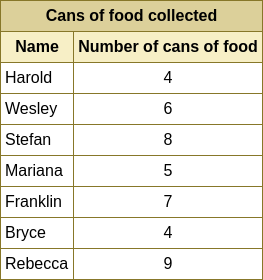 Cans of food collected
Name Number of cans of food
Harold 4
Wesley 6
Stefan 8
Mariana 5
Franklin 7
Bryce 4
Rebecca 9